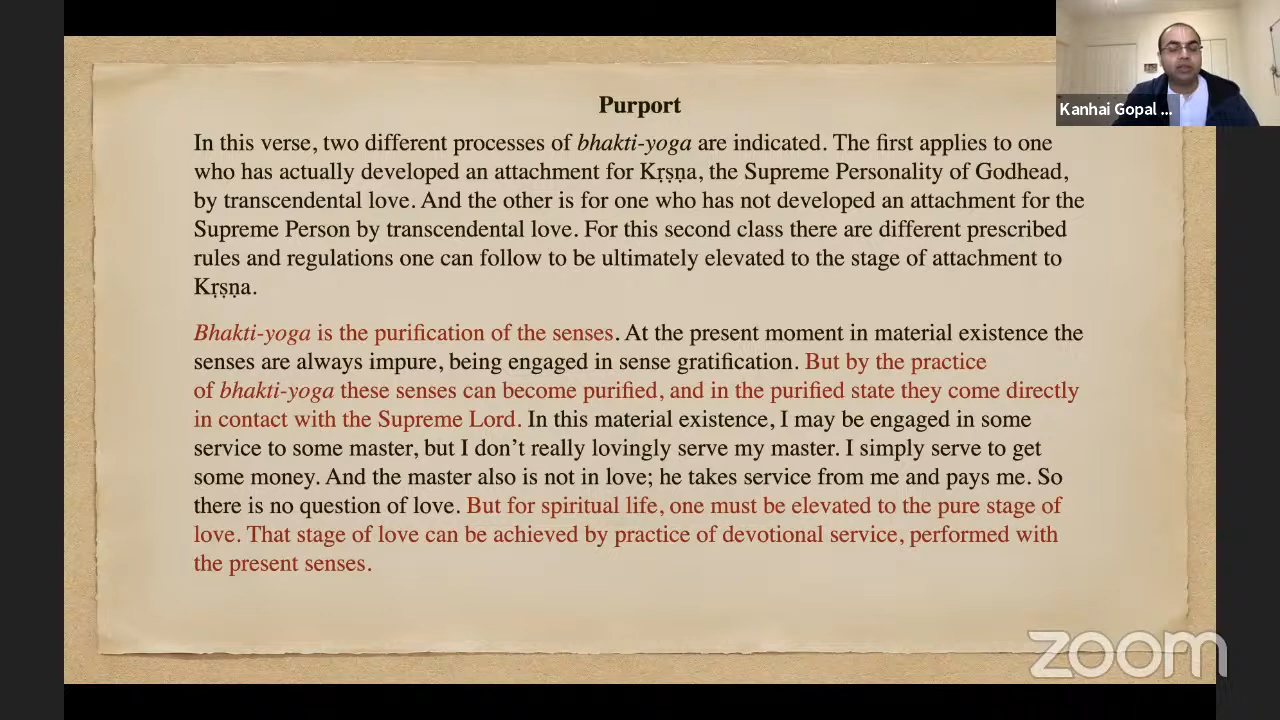 Purport
In this verse, two different processes of bhakti-yoga are indicated. The first applies to one
who has actually developed an attachment for Kṛṣṇa, the Supreme Personality of Godhead,
by transcendental love. And the other is for one who has not developed an attachment for the
Supreme Person by transcendental love. For this second class there are different prescribed
rules and regulations one can follow to be ultimately elevated to the stage of attachment to
Kṛṣṇa.
Bhakti-yoga is the purification of the senses. At the present moment in material existence the
senses are always impure, being engaged in sense gratification. But by the practice
of bhakti-yoga these senses can become purified, and in the purified state they come directly
in contact with the Supreme Lord. In this material existence, I may be engaged in some
service to some master, but I don’t really lovingly serve my master. I simply serve to get
some money. And the master also is not in love; he takes service from me and pays me. So
there is no question of love. But for spiritual life, one must be elevated to the pure stage of
love. That stage of love can be achieved by practice of devotional service, performed with
the present senses.
Kanhai Gopal ...
zoom